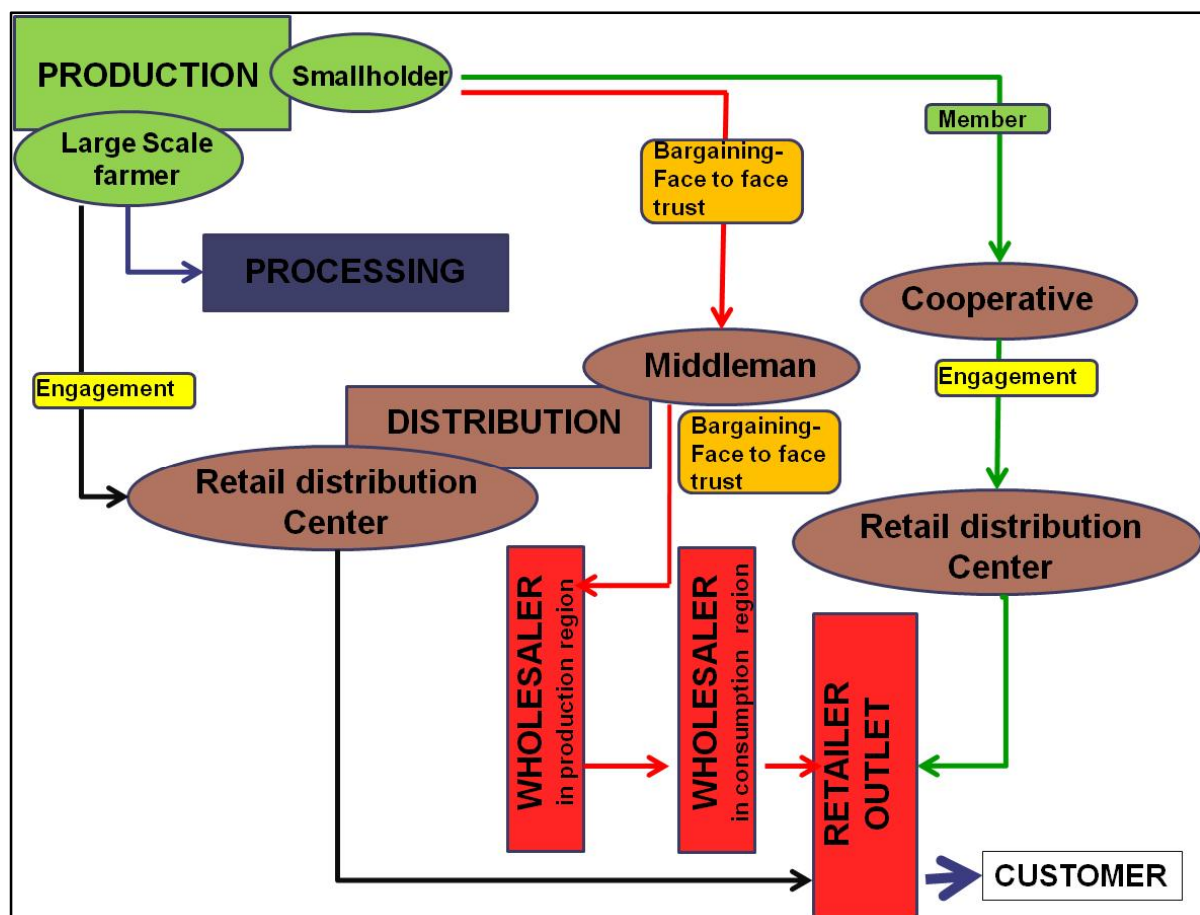 PRODUCTION
Smallholder
Large Scale
farmer
Member
Bargaining-
Face to face
trust
PROCESSING
Cooperative
Middleman
Engagement
Engagement
DISTRIBUTION
Bargaining-
Face to face
trust
Retail distribution
Center
Retail distribution
Center
WHOLESALER
in production region
WHOLESALER
in consumption region
RETAILER
OUTLET
CUSTOMER